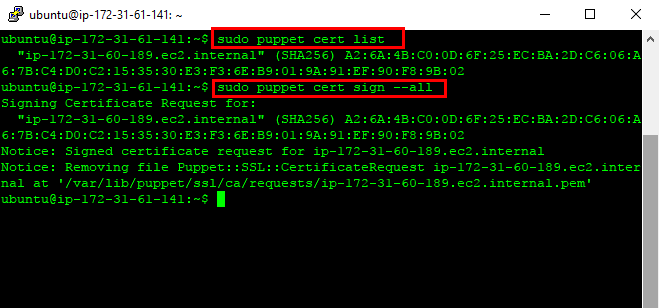 ubuntu@ip-172-31-61-141: ~
ubuntu@ip-172-31-61-141:~$ sudo puppet cert list
"ip-172-31-60-189.ec2.internal" (SHA256) A2:6A:4B:C0:0D:6F:25:EC:BA:2D:C6:06:A
6:7B:C4:D0:C2:15:35:30:E3:F3:6E:B9:01:9A:91:EF:90:F8:9B:02
ubuntu@ip-172-31-61-141:~$ sudo puppet cert sign --all
Signing Certificate Request for:
"ip-172-31-60-189.ec2.internal" (SHA256) A2:6A:4B:C0:0D:6F:25:EC:BA:2D:C6:06:A
6:7B:C4:D0:C2:15:35:30:E3:F3:6E:B9:01:9A:91:EF:90:F8:9B:02
Notice: Signed certificate request for ip-172-31-60-189.ec2.internal
Notice: Removing file Puppet::SSL::CertificateRequest ip-172-31-60-189.ec2.inter
nal at '/var/lib/puppet/ssl/ca/requests/ip-172-31-60-189.ec2.internal.pem'
ubuntu@ip-172-31-61-141:~$